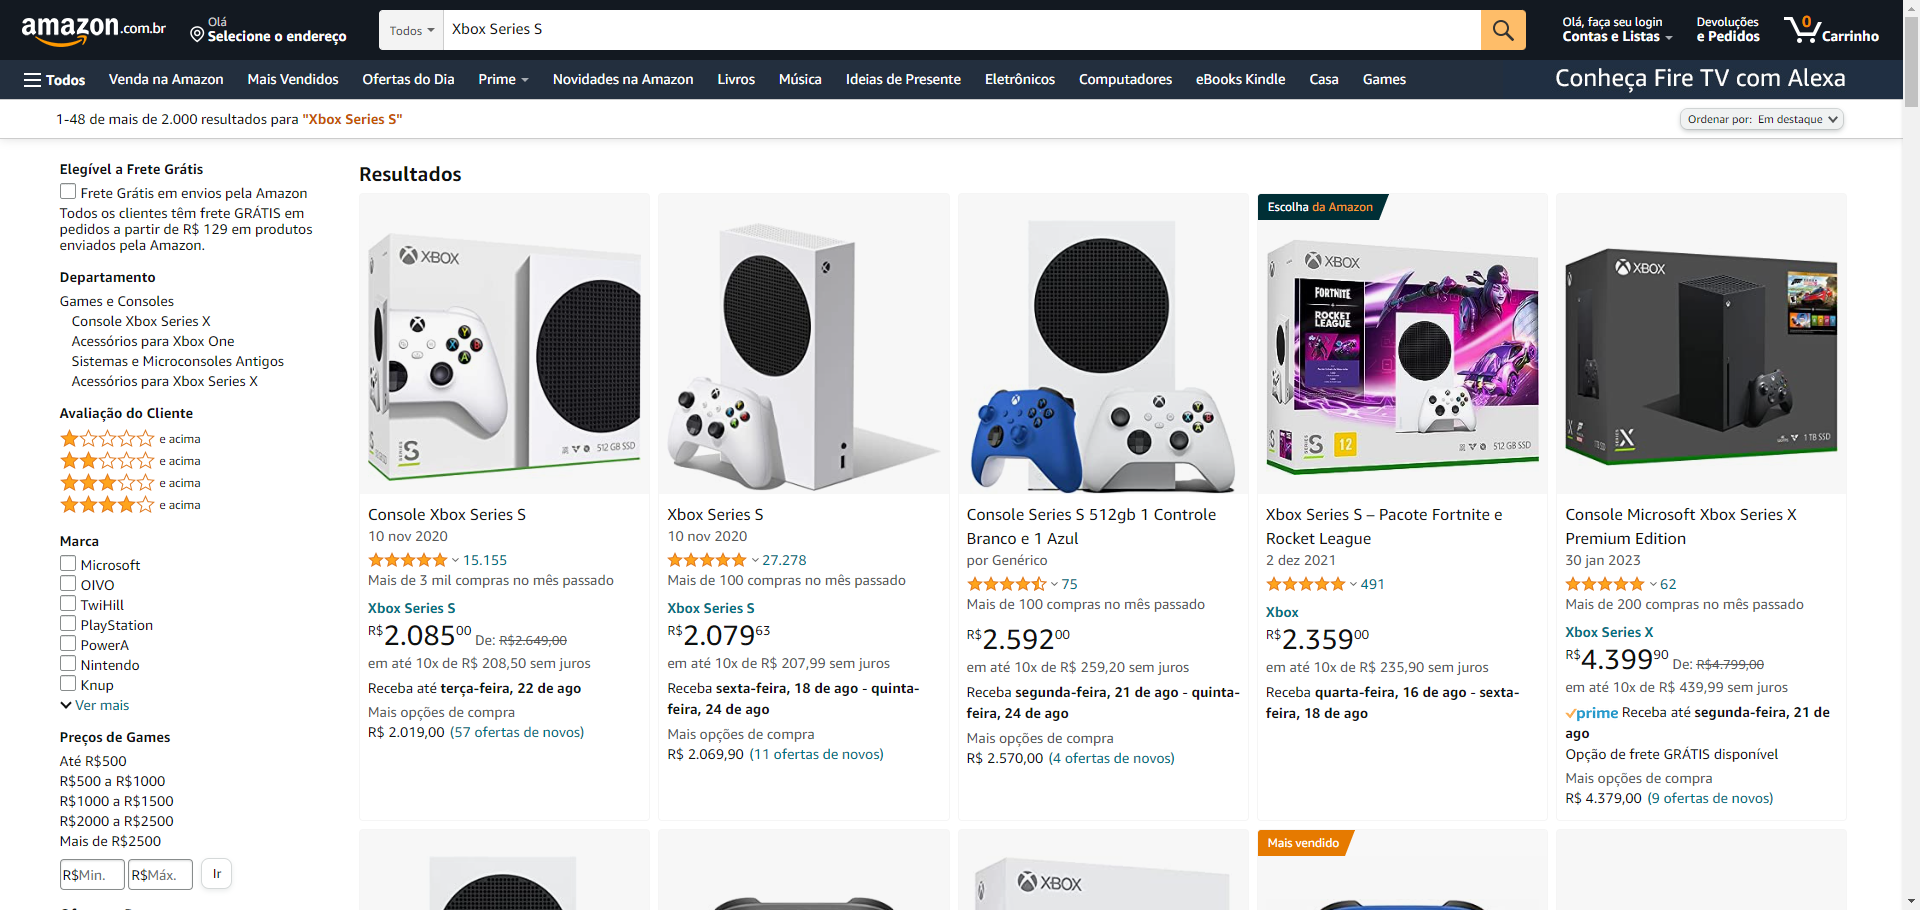 amazon.com.br
Olá
Selecione o endereço
Todos
Xbox Series S
Olá, faça seu login
Contas e Listas
Devoluções
e Pedidos
0
Carrinho
Todos
Venda na Amazon
Mais Vendidos
Ofertas do Dia
Prime
Novidades na Amazon
Livros
Música
Ideias de Presente
Eletrônicos
Computadores
eBooks Kindle
Casa
Games
Conheça Fire TV com Alexa
1-48 de mais de 2.000 resultados para "Xbox Series S"
Ordenar por: Em destaque
Elegível a Frete Grátis
Frete Grátis em envios pela Amazon
Todos os clientes têm frete GRÁTIS em
pedidos a partir de R$ 129 em produtos
enviados pela Amazon.
Departamento
Games e Consoles
Console Xbox Series X
Acessórios para Xbox One
Sistemas e Microconsoles Antigos
Acessórios para Xbox Series X
Avaliação do Cliente
e acima
e acima
e acima
e acima
Marca
Microsoft
OIVO
TwiHill
PlayStation
PowerA
Nintendo
Knup
Ver mais
Preços de Games
Até R$500
R$500 a R$1000
R$1000 a R$1500
R$2000 a R$2500
Mais de R$2500
R$Min.
R$Máx.
Ir
Resultados
XBOX
SERIES S
512 GB SSD
Console Xbox Series S
10 nov 2020
15.155
Mais de 3 mil compras no mês passado
Xbox Series S
R$2.08500 De: R$2.649,00
em até 10x de R$ 208,50 sem juros
Receba até terça-feira, 22 de ago
Mais opções de compra
R$ 2.019,00 (57 ofertas de novos)
Xbox Series S
10 nov 2020
27.278
Mais de 100 compras no mês passado
Xbox Series S
R$2.07963
em até 10x de R$ 207,99 sem juros
Receba sexta-feira, 18 de ago - quinta-
feira, 24 de ago
Mais opções de compra
R$ 2.069,90 (11 ofertas de novos)
Console Series S 512gb 1 Controle
Branco e 1 Azul
por Genérico
75
Mais de 100 compras no mês passado
R$2.59200
em até 10x de R$ 259,20 sem juros
Receba segunda-feira, 21 de ago - quinta-
feira, 24 de ago
Mais opções de compra
R$ 2.570,00 (4 ofertas de novos)
Escolha da Amazon
XBOX
FORTNITE
ROCKET
LEAGUE
SERIES S
12
512 GB SSD
Xbox Series S – Pacote Fortnite e
Rocket League
2 dez 2021
491
Xbox
R$2.35900
em até 10x de R$ 235,90 sem juros
Receba quarta-feira, 16 de ago - sexta-
feira, 18 de ago
XBOX
SERIES X
1 TB SSD
Console Microsoft Xbox Series X
Premium Edition
30 jan 2023
62
Mais de 200 compras no mês passado
Xbox Series X
R$4.39990 De: R$4.799,00
em até 10x de R$ 439,99 sem juros
prime Receba até segunda-feira, 21 de
ago
Opção de frete GRÁTIS disponível
Mais opções de compra
R$ 4.379,00 (9 ofertas de novos)
XBOX
Mais vendido